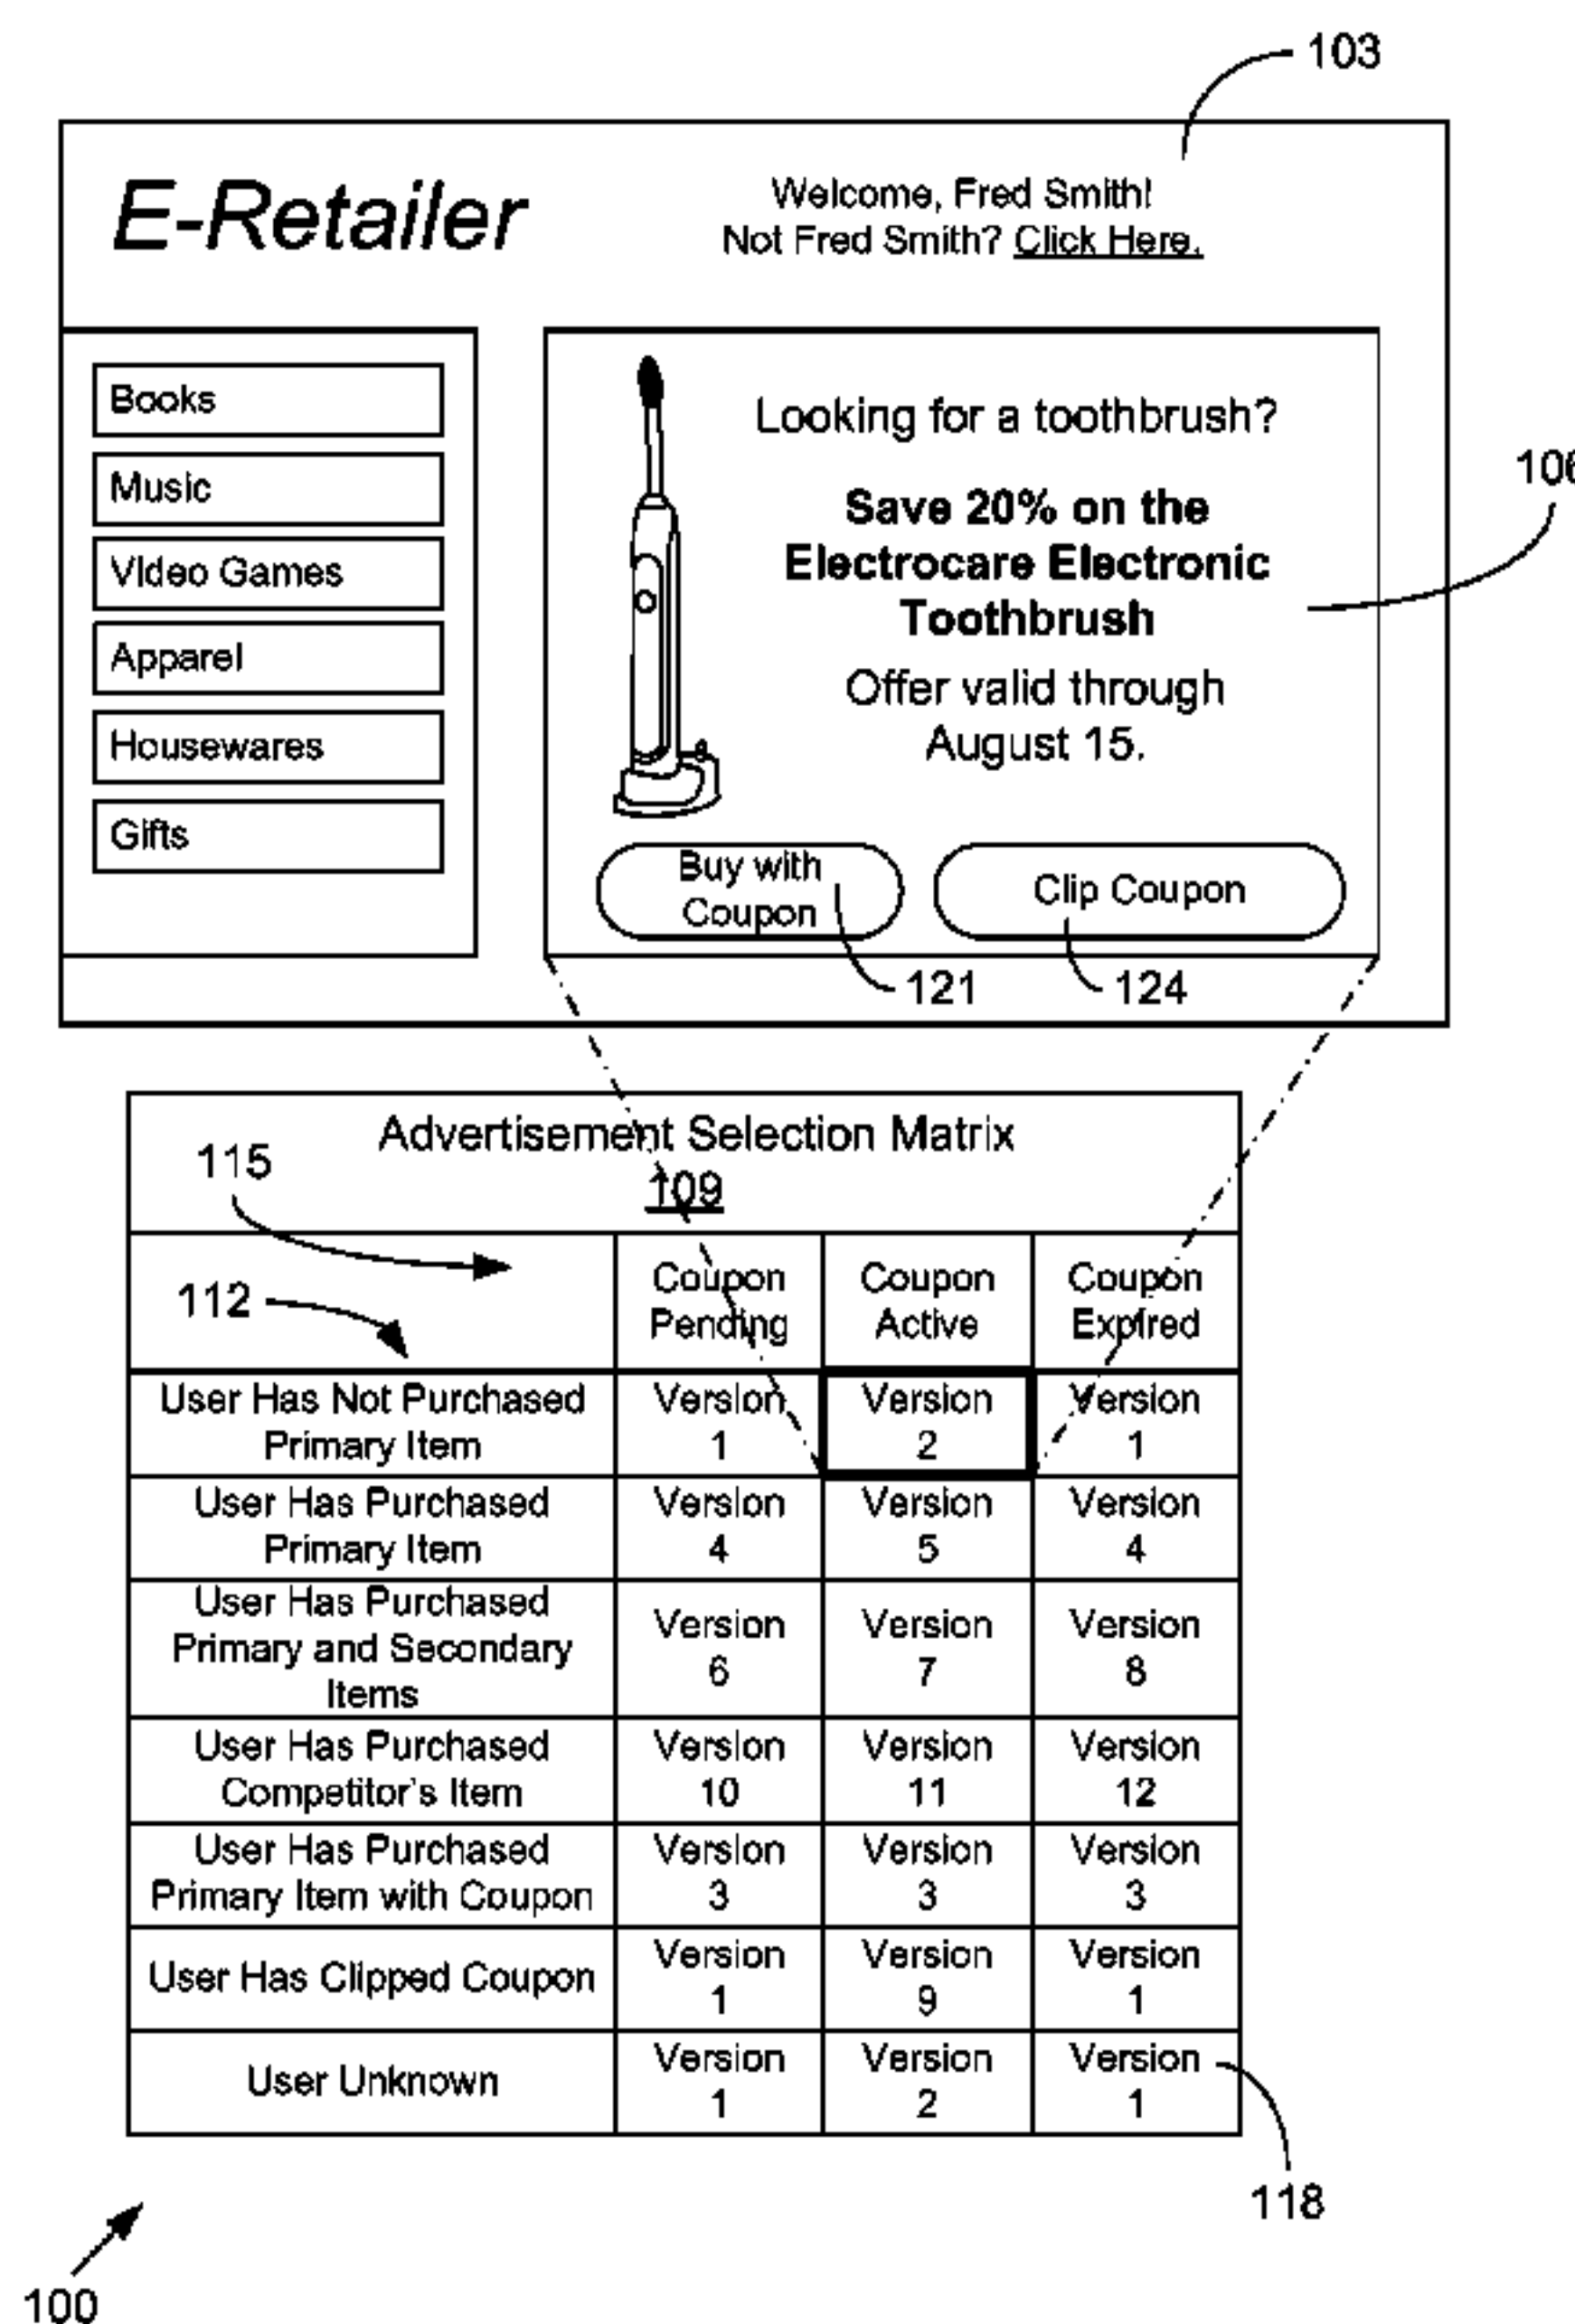 103
E-Retailer
Welcome, Fred Smith!
Not Fred Smith? Click Here.
Books
Music
Video Games
Apparel
Housewares
Gifts
Looking for a toothbrush?
Save 20% on the
Electrocare Electronic
Toothbrush
Offer valid through
August 15.
106
Buy with
Coupon
Clip Coupon
121
124
Advertisement Selection Matrix
109
115
112
Coupon
Pending
Coupon
Active
Coupon
Expired
User Has Not Purchased
Primary Item
Version
1
Version
2
Version
1
User Has Purchased
Primary Item
Version
4
Version
5
Version
4
User Has Purchased
Primary and Secondary
Items
Version
6
Version
7
Version
8
User Has Purchased
Competitor's Item
Version
10
Version
11
Version
12
User Has Purchased
Primary Item with Coupon
Version
3
Version
3
Version
3
User Has Clipped Coupon
Version
1
Version
9
Version
1
User Unknown
Version
1
Version
2
Version
1
118
100